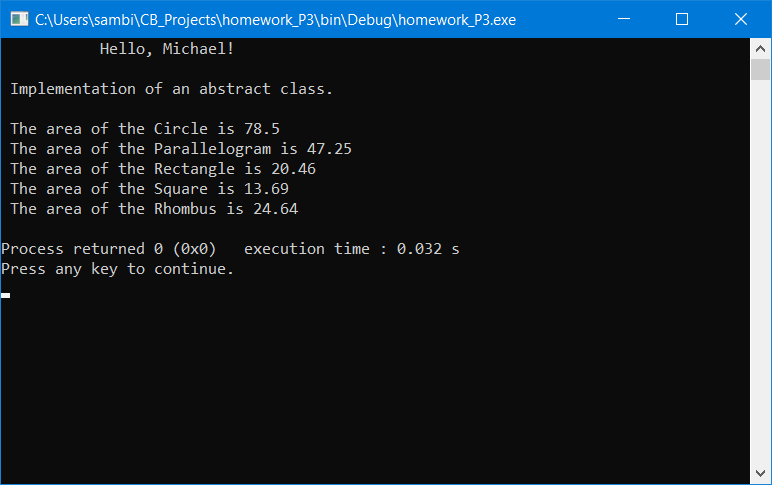 C:\Users\sambi\CB_Projects\homework_P3\bin\Debug\homework_P3.exe
Hello, Michael!
Implementation of an abstract class.
The area of the Circle is 78.5
The area of the Parallelogram is 47.25
The area of the Rectangle is 20.46
The area of the Square is 13.69
The area of the Rhombus is 24.64
Process returned 0 (0x0)   execution time : 0.032 s
Press any key to continue.